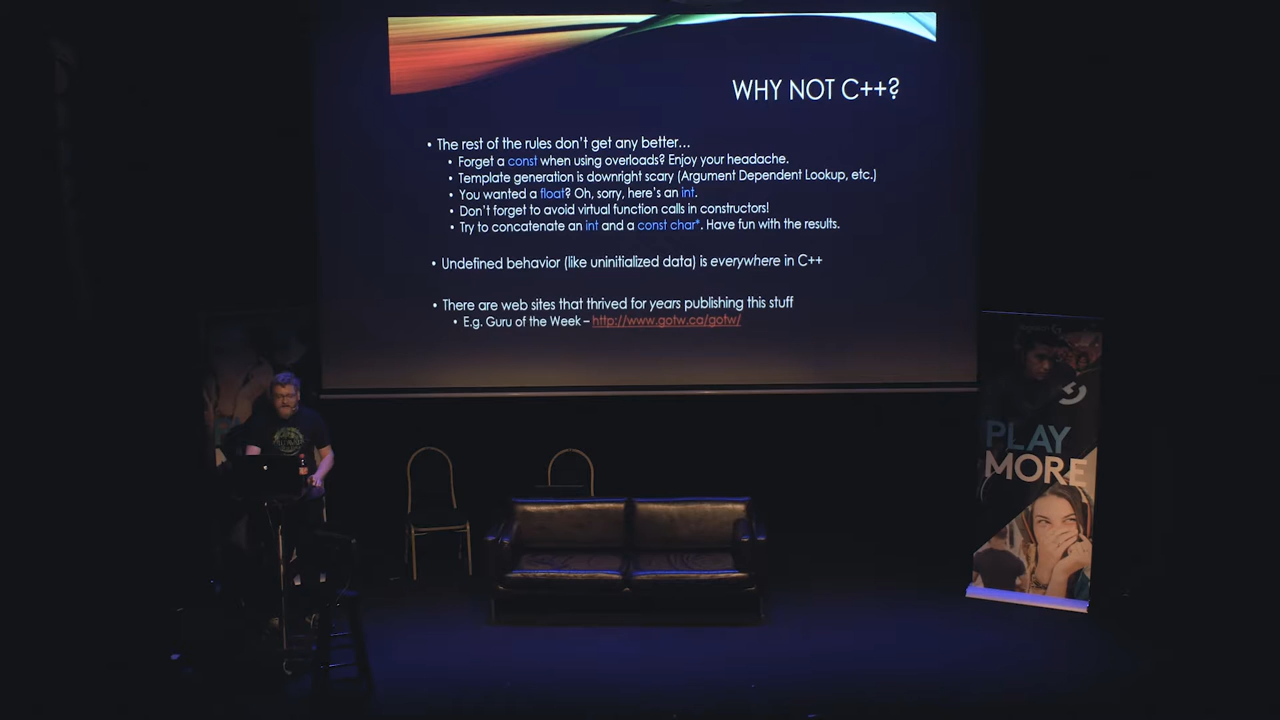 WHY NOT C++?
• The rest of the rules don't get any better…
• Forget a const when using overloads? Enjoy your headache.
• Template generation is downright scary (Argument Dependent Lookup, etc.)
• You wanted a float? Oh, sorry, here's an int.
• Don't forget to avoid virtual function calls in constructors!
• Try to concatenate an int and a const char*. Have fun with the results.
• Undefined behavior (like uninitialized data) is everywhere in C++
• There are web sites that thrived for years publishing this stuff
• E.g. Guru of the Week – http://www.gotw.ca/gotw/
PLAY
MORE